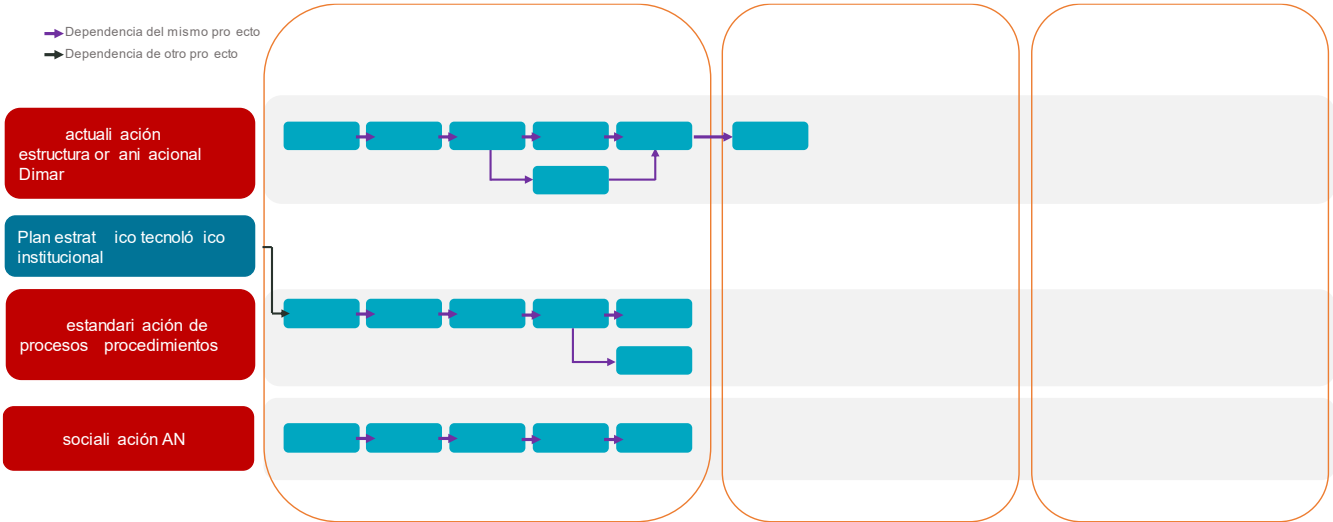 Dependencia del mismo pro ecto
Dependencia de otro pro ecto
actuali ación
estructura or ani acional
Dimar
Plan estrat ico tecnoló ico
institucional
estandari ación de
procesos procedimientos
sociali ación AN